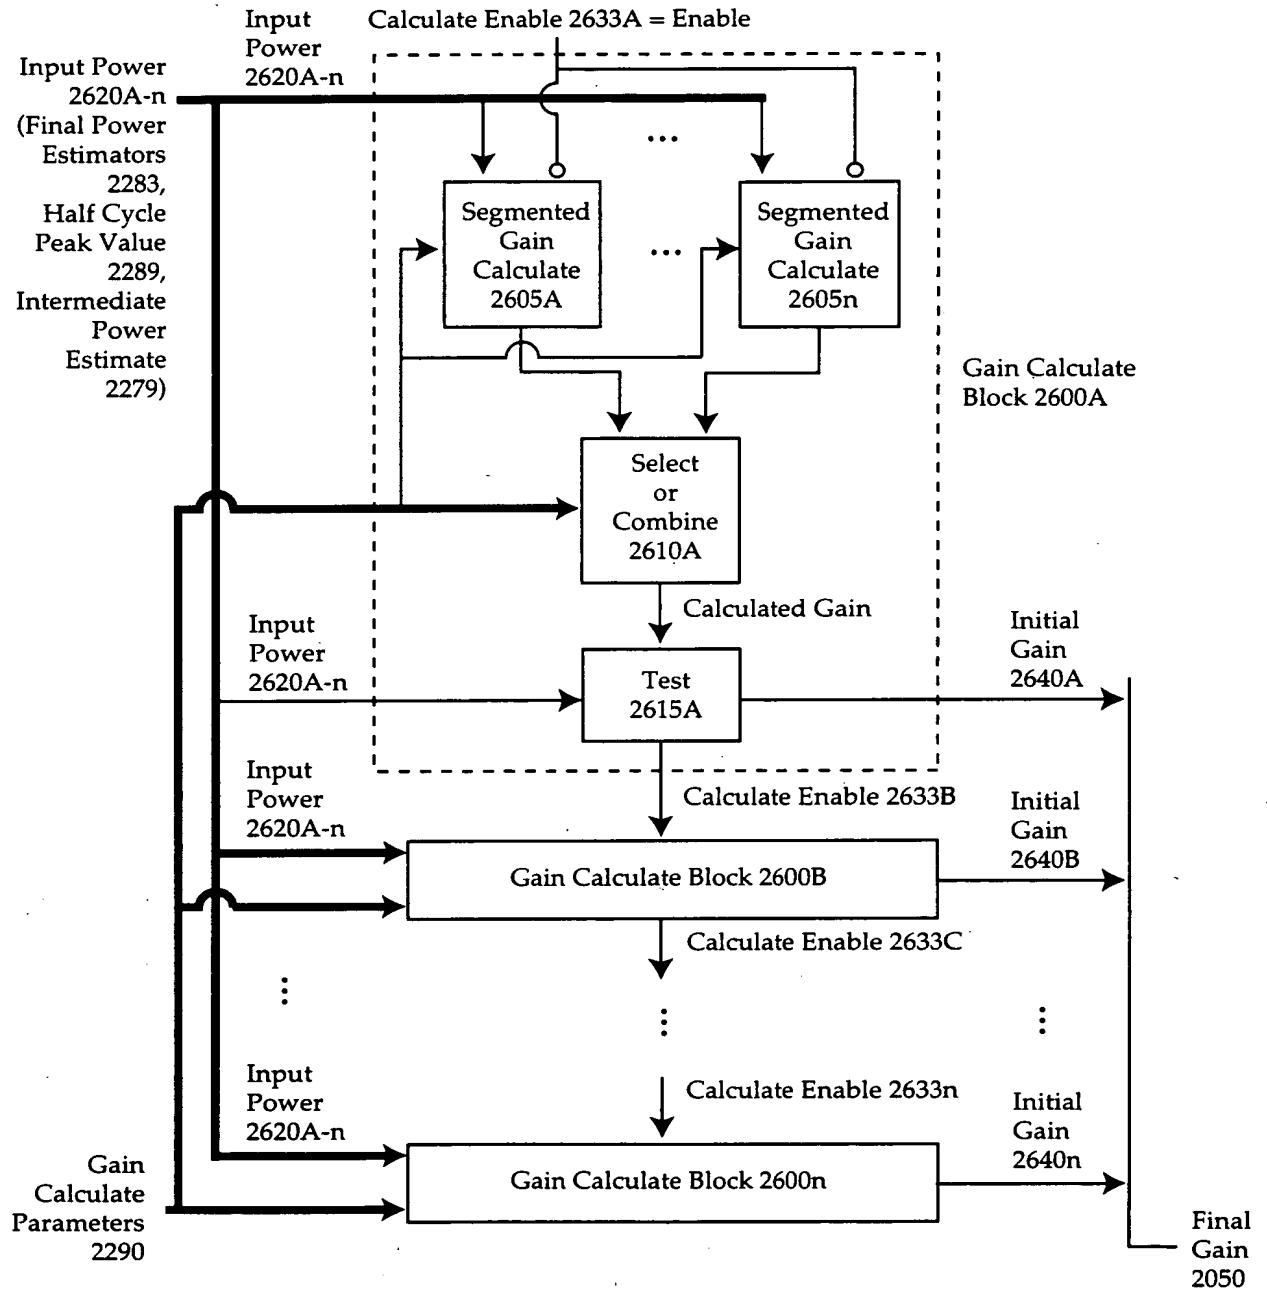 Input
Power
2620A-n
Calculate Enable 2633A = Enable
Input Power
2620A-n
(Final Power
Estimators
2283,
Half Cycle
Peak Value
2289,
Intermediate
Power
Estimate
2279)
...
Segmented
Gain
Calculate
2605A
...
Segmented
Gain
Calculate
2605n
Gain Calculate
Block 2600A
Select
or
Combine
2610A
Calculated Gain
Input
Power
2620A-n
Test
2615A
Initial
Gain
2640A
Input
Power
2620A-n
Calculate Enable 2633B
Initial
Gain
2640B
Gain Calculate Block 2600B
Calculate Enable 2633C
Input
Power
2620A-n
Calculate Enable 2633n
Initial
Gain
2640n
Gain Calculate Block 2600n
Gain
Calculate
Parameters
2290
Final
Gain
2050